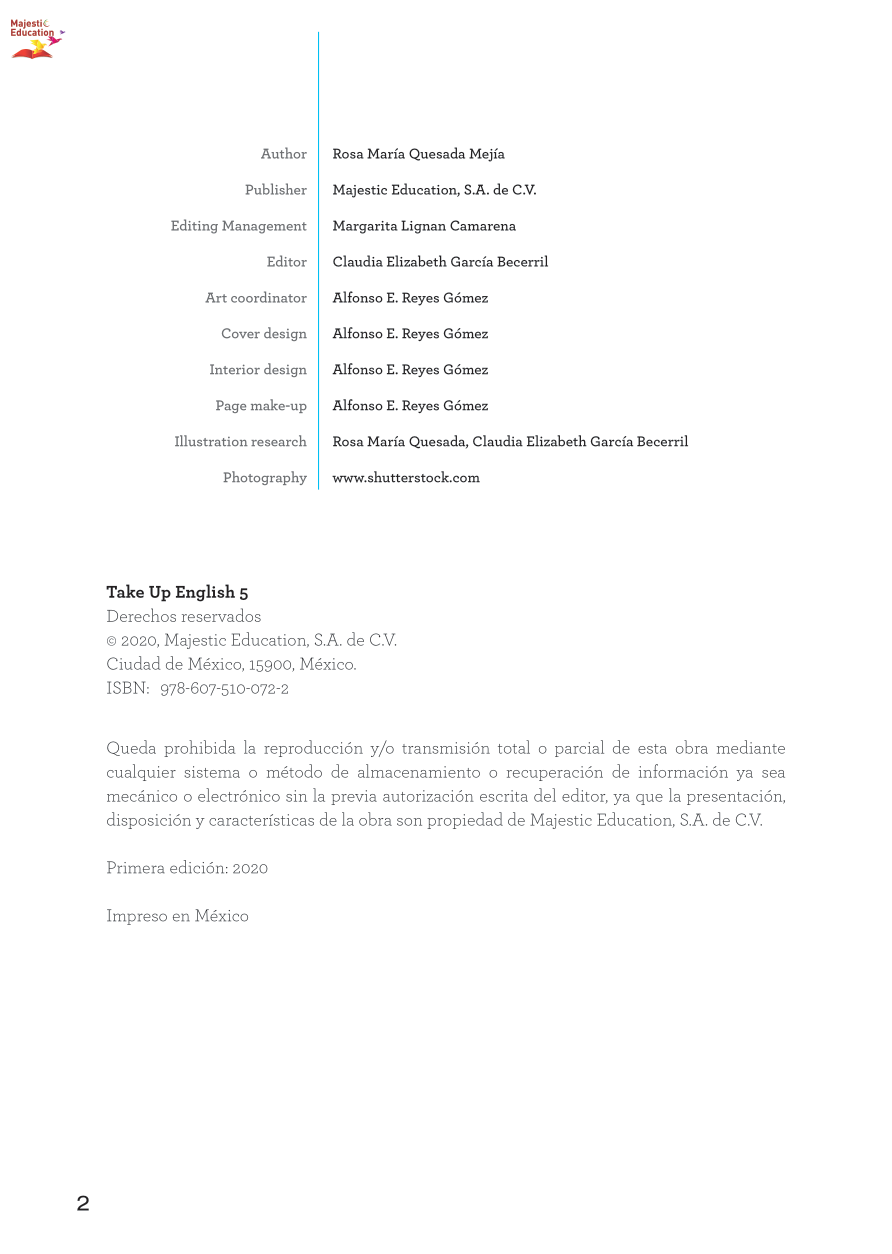 Majestic
Education
Author Rosa María Quesada Mejía
Publisher Majestic Education, S.A. de C.V.
Editing Management Margarita Lignan Camarena
Editor Claudia Elizabeth García Becerril
Art coordinator Alfonso E. Reyes Gómez
Cover design Alfonso E. Reyes Gómez
Interior design Alfonso E. Reyes Gómez
Page make-up Alfonso E. Reyes Gómez
Illustration research Rosa María Quesada, Claudia Elizabeth García Becerril
Photography www.shutterstock.com
Take Up English 5
Derechos reservados
© 2020, Majestic Education, S.A. de C.V.
Ciudad de México, 15900, México.
ISBN: 978-607-510-072-2
Queda prohibida la reproducción y/o transmisión total o parcial de esta obra mediante
cualquier sistema o método de almacenamiento o recuperación de información ya sea
mecánico o electrónico sin la previa autorización escrita del editor, ya que la presentación,
disposición y características de la obra son propiedad de Majestic Education, S.A. de C.V.
Primera edición: 2020
Impreso en México
2